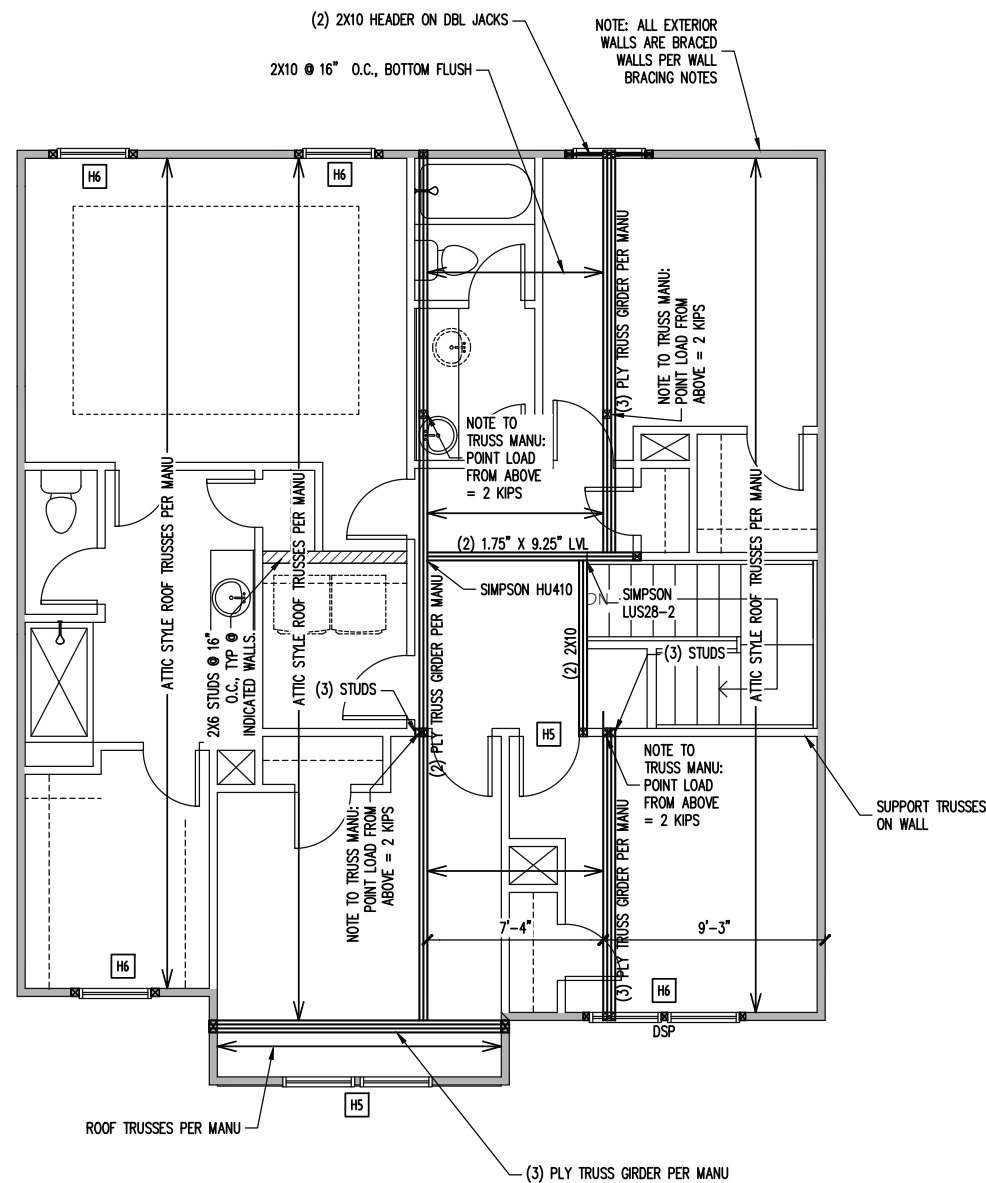 (2) 2X10 HEADER ON DBL JACKS
NOTE: ALL EXTERIOR
WALLS ARE BRACED
WALLS PER WALL
BRACING NOTES
2X10 @ 16" O.C., BOTTOM FLUSH
H6
H6
(3) PLY TRUSS GIRDER PER MANU
NOTE TO TRUSS MANU:
POINT LOAD FROM
ABOVE = 2 KIPS
NOTE TO
TRUSS MANU:
POINT LOAD
FROM ABOVE
= 2 KIPS
ATTIC STYLE ROOF TRUSSES PER MANU
ATTIC STYLE ROOF TRUSSES PER MANU
ATTIC STYLE ROOF TRUSSES PER MANU
(2) 1.75" X 9.25" LVL
SIMPSON HU410
DN
SIMPSON
LUS28-2
2X6 STUDS @ 16"
O.C., TYP @
INDICATED WALLS.
(2) PLY TRUSS GIRDER PER MANU
(2) 2X10
(3) STUDS
(3) STUDS
H5
NOTE TO
TRUSS MANU:
POINT LOAD
FROM ABOVE
= 2 KIPS
SUPPORT TRUSSES
ON WALL
NOTE TO TRUSS MANU:
POINT LOAD FROM
ABOVE = 2 KIPS
(3) PLY TRUSS GIRDER PER MANU
7'-4"
9'-3"
H6
H6
DSP
H5
ROOF TRUSSES PER MANU
(3) PLY TRUSS GIRDER PER MANU